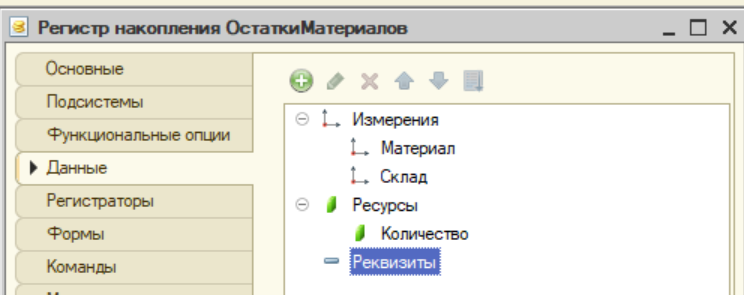 Регистр накопления ОстаткиМатериалов
Основные
Подсистемы
Функциональные опции
Данные
Регистраторы
Формы
Команды
Измерения
Материал
Склад
Ресурсы
Количество
Реквизиты